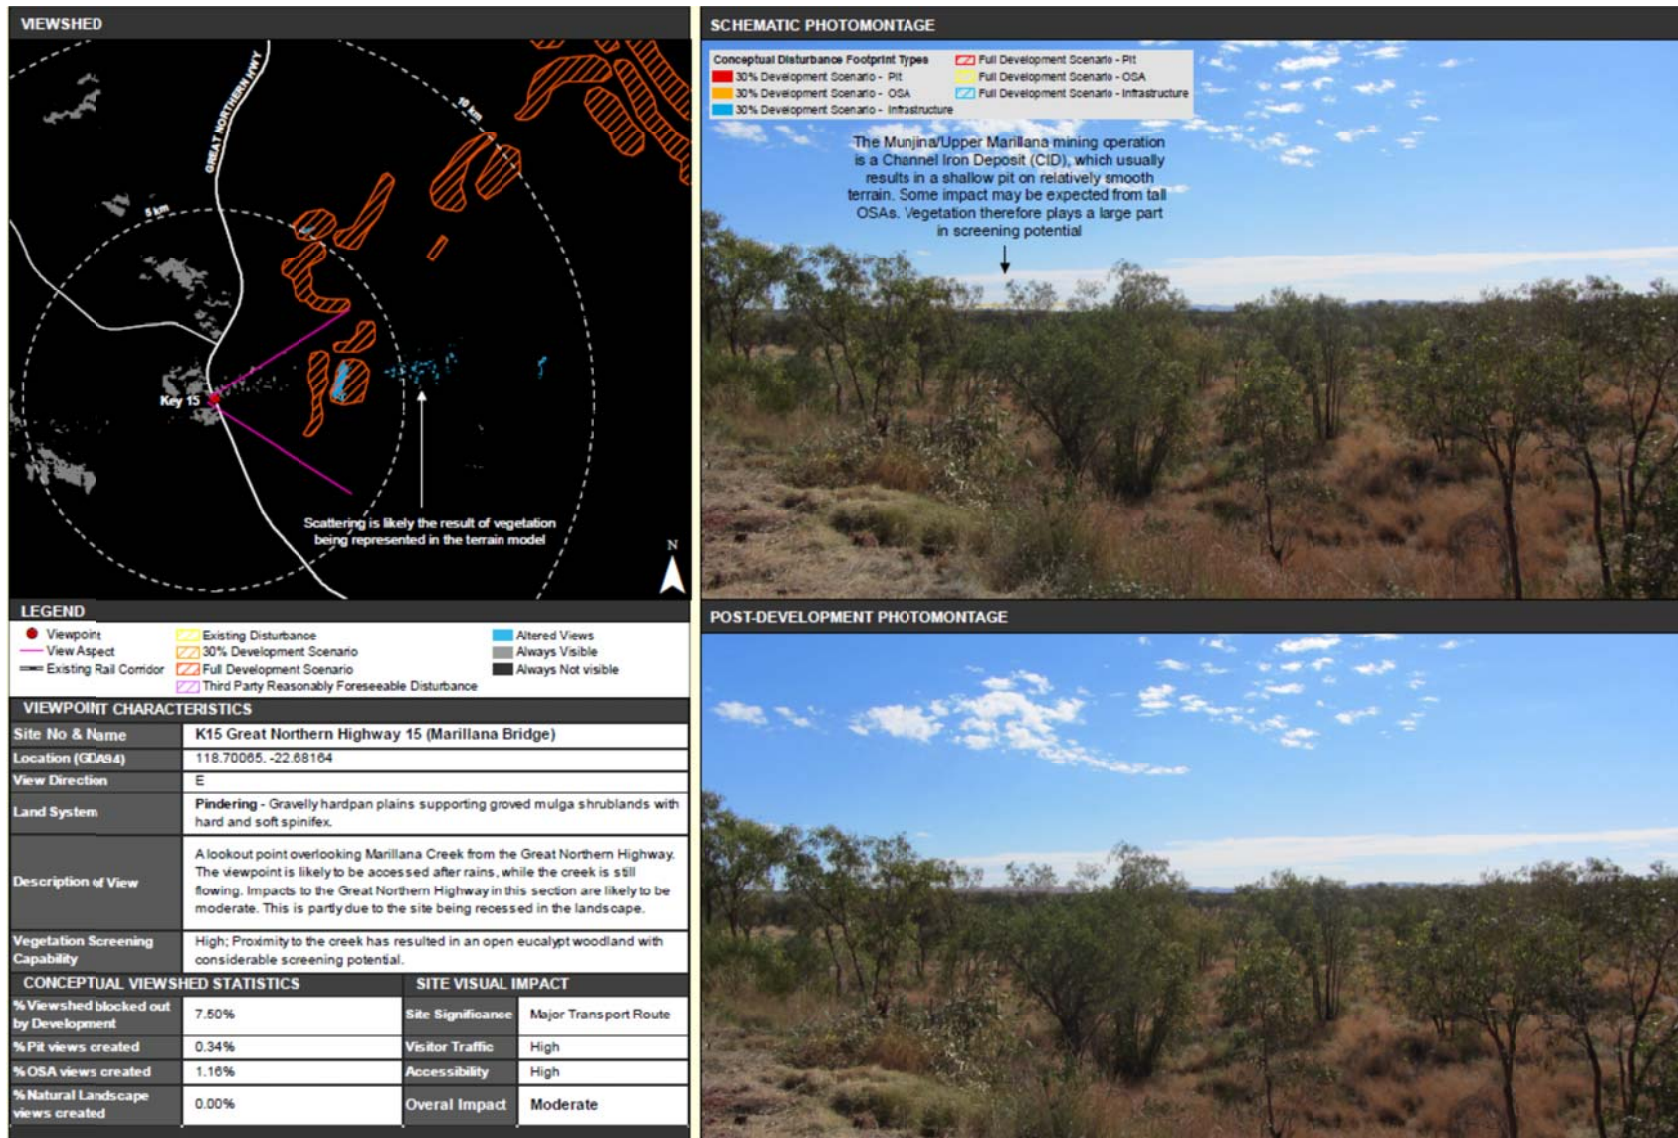 VIEWSHED
GREAT NORTHERN HWY
10 km
5 km
Key 15
Scattering is likely the result of vegetation
being represented in the terrain model
N
LEGEND
Viewpoint
View Aspect
Existing Rail Corridor
Existing Disturbance
30% Development Scenario
Full Development Scenario
Third Party Reasonably Foreseeable Disturbance
Altered Views
Always Visible
Always Not visible
VIEWPOINT CHARACTERISTICS
Site No & Name
K15 Great Northern Highway 15 (Marillana Bridge)
Location (GDA94)
118.70065. -22.68164
View Direction
E
Land System
Pindering - Gravelly hardpan plains supporting groved mulga shrublands with
hard and soft spinifex.
Description of View
A lookout point overlooking Marillana Creek from the Great Northern Highway.
The viewpoint is likely to be accessed after rains, while the creek is still
flowing. Impacts to the Great Northern Highway in this section are likely to be
moderate. This is partly due to the site being recessed in the landscape.
Vegetation Screening
Capability
High; Proximity to the creek has resulted in an open eucalypt woodland with
considerable screening potential.
CONCEPTUAL VIEWSHED STATISTICS
% Viewshed blocked out
by Development
7.50%
% Pit views created
0.34%
% OSA views created
1.16%
% Natural Landscape
views created
0.00%
SITE VISUAL IMPACT
Site Significance
Major Transport Route
Visitor Traffic
High
Accessibility
High
Overal Impact
Moderate
SCHEMATIC PHOTOMONTAGE
Conceptual Disturbance Footprint Types
30% Development Scenario - Pit
30% Development Scenario - OSA
30% Development Scenario - Infrastructure
Full Development Scenario - Pit
Full Development Scenario - OSA
Full Development Scenario - Infrastructure
The Munjina/Upper Marillana mining operation
is a Channel Iron Deposit (CID), which usually
results in a shallow pit on relatively smooth
terrain. Some impact may be expected from tall
OSAs. Vegetation therefore plays a large part
in screening potential
POST-DEVELOPMENT PHOTOMONTAGE